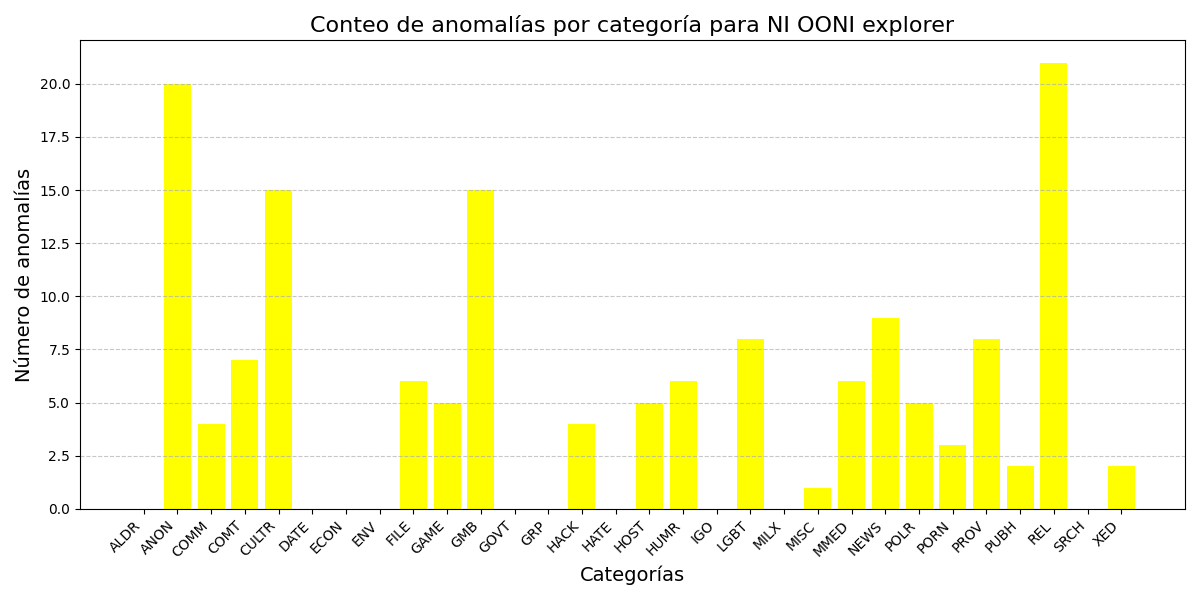 Conteo de anomalías por categoría para NI OONI explorer
Número de anomalías
20.0
17.5
15.0
12.5
10.0
7.5
5.0
2.5
0.0
ALDR
ANON
COMM
COMT
CULTR
DATE
ECON
ENV
FILE
GAME
GMB
GOVT
GRP
HACK
HATE
HOST
HUMR
IGO
LGBT
MILX
MISC
MMED
NEWS
POLR
PORN
PROV
PUBH
REL
SRCH
XED
Categorías